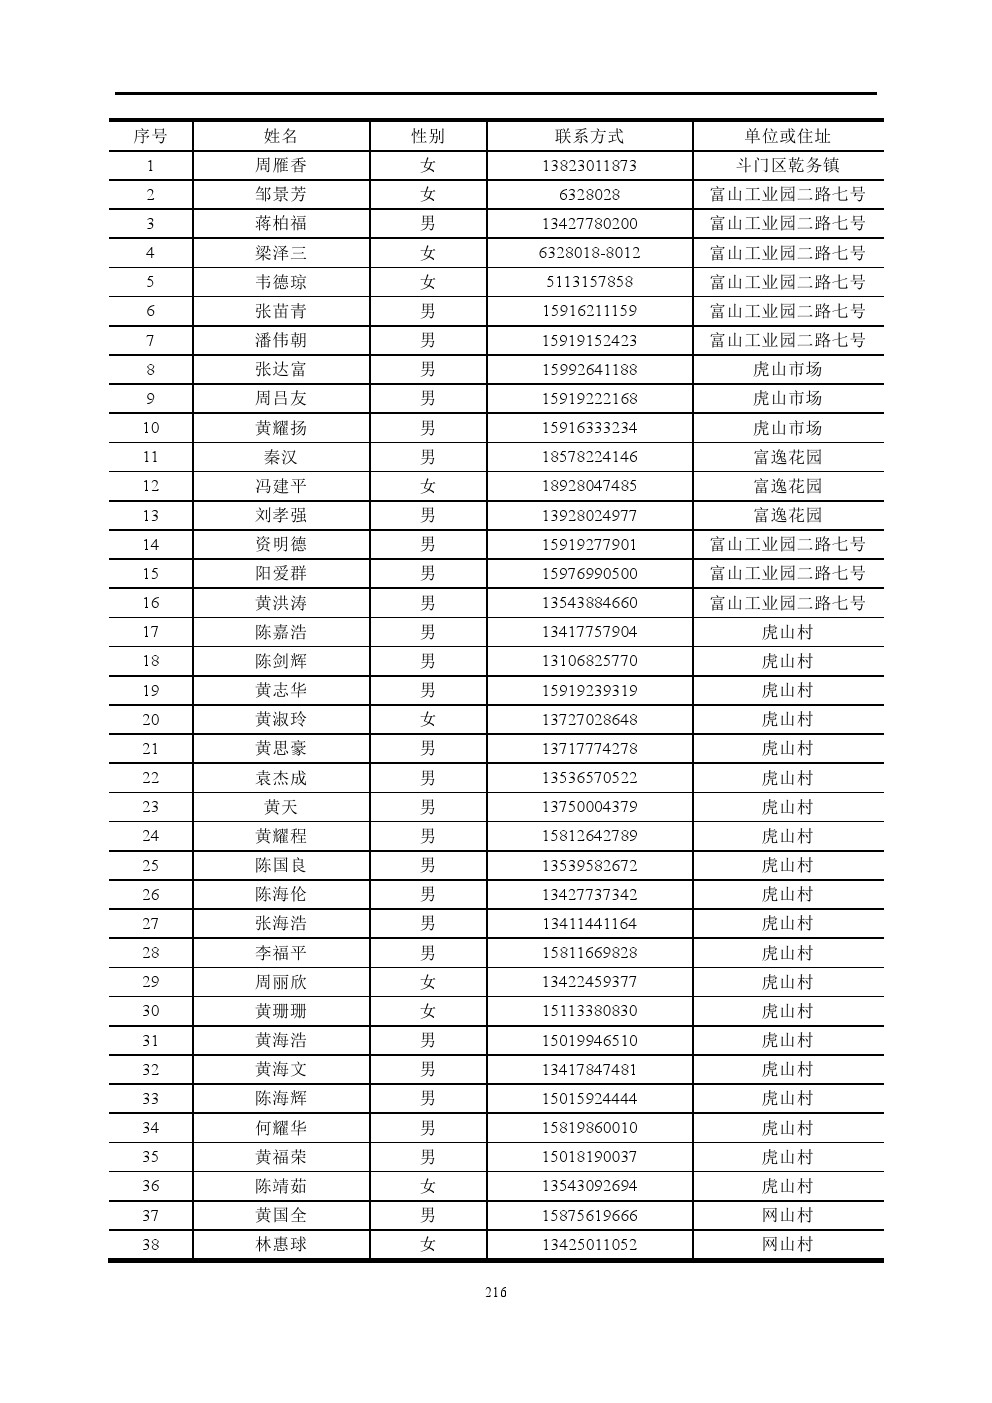 序号 姓名 性别 联系方式 单位或住址
1 周雁香 女 13823011873 斗门区乾务镇
2 邹景芳 女 6328028 富山工业园二路七号
3 蒋柏福 男 13427780200 富山工业园二路七号
4 梁泽三 女 6328018-8012 富山工业园二路七号
5 韦德琼 女 5113157858 富山工业园二路七号
6 张苗青 男 15916211159 富山工业园二路七号
7 潘伟朝 男 15919152423 富山工业园二路七号
8 张达富 男 15992641188 虎山市场
9 周吕友 男 15919222168 虎山市场
10 黄耀扬 男 15916333234 虎山市场
11 秦汉 男 18578224146 富逸花园
12 冯建平 女 18928047485 富逸花园
13 刘孝强 男 13928024977 富逸花园
14 资明德 男 15919277901 富山工业园二路七号
15 阳爱群 男 15976990500 富山工业园二路七号
16 黄洪涛 男 13543884660 富山工业园二路七号
17 陈嘉浩 男 13417757904 虎山村
18 陈剑辉 男 13106825770 虎山村
19 黄志华 男 15919239319 虎山村
20 黄淑玲 女 13727028648 虎山村
21 黄思豪 男 13717774278 虎山村
22 袁杰成 男 13536570522 虎山村
23 黄天 男 13750004379 虎山村
24 黄耀程 男 15812642789 虎山村
25 陈国良 男 13539582672 虎山村
26 陈海伦 男 13427737342 虎山村
27 张海浩 男 13411441164 虎山村
28 李福平 男 15811669828 虎山村
29 周丽欣 女 13422459377 虎山村
30 黄珊珊 女 15113380830 虎山村
31 黄海浩 男 15019946510 虎山村
32 黄海文 男 13417847481 虎山村
33 陈海辉 男 15015924444 虎山村
34 何耀华 男 15819860010 虎山村
35 黄福荣 男 15018190037 虎山村
36 陈靖茹 女 13543092694 虎山村
37 黄国全 男 15875619666 网山村
38 林惠球 女 13425011052 网山村
216